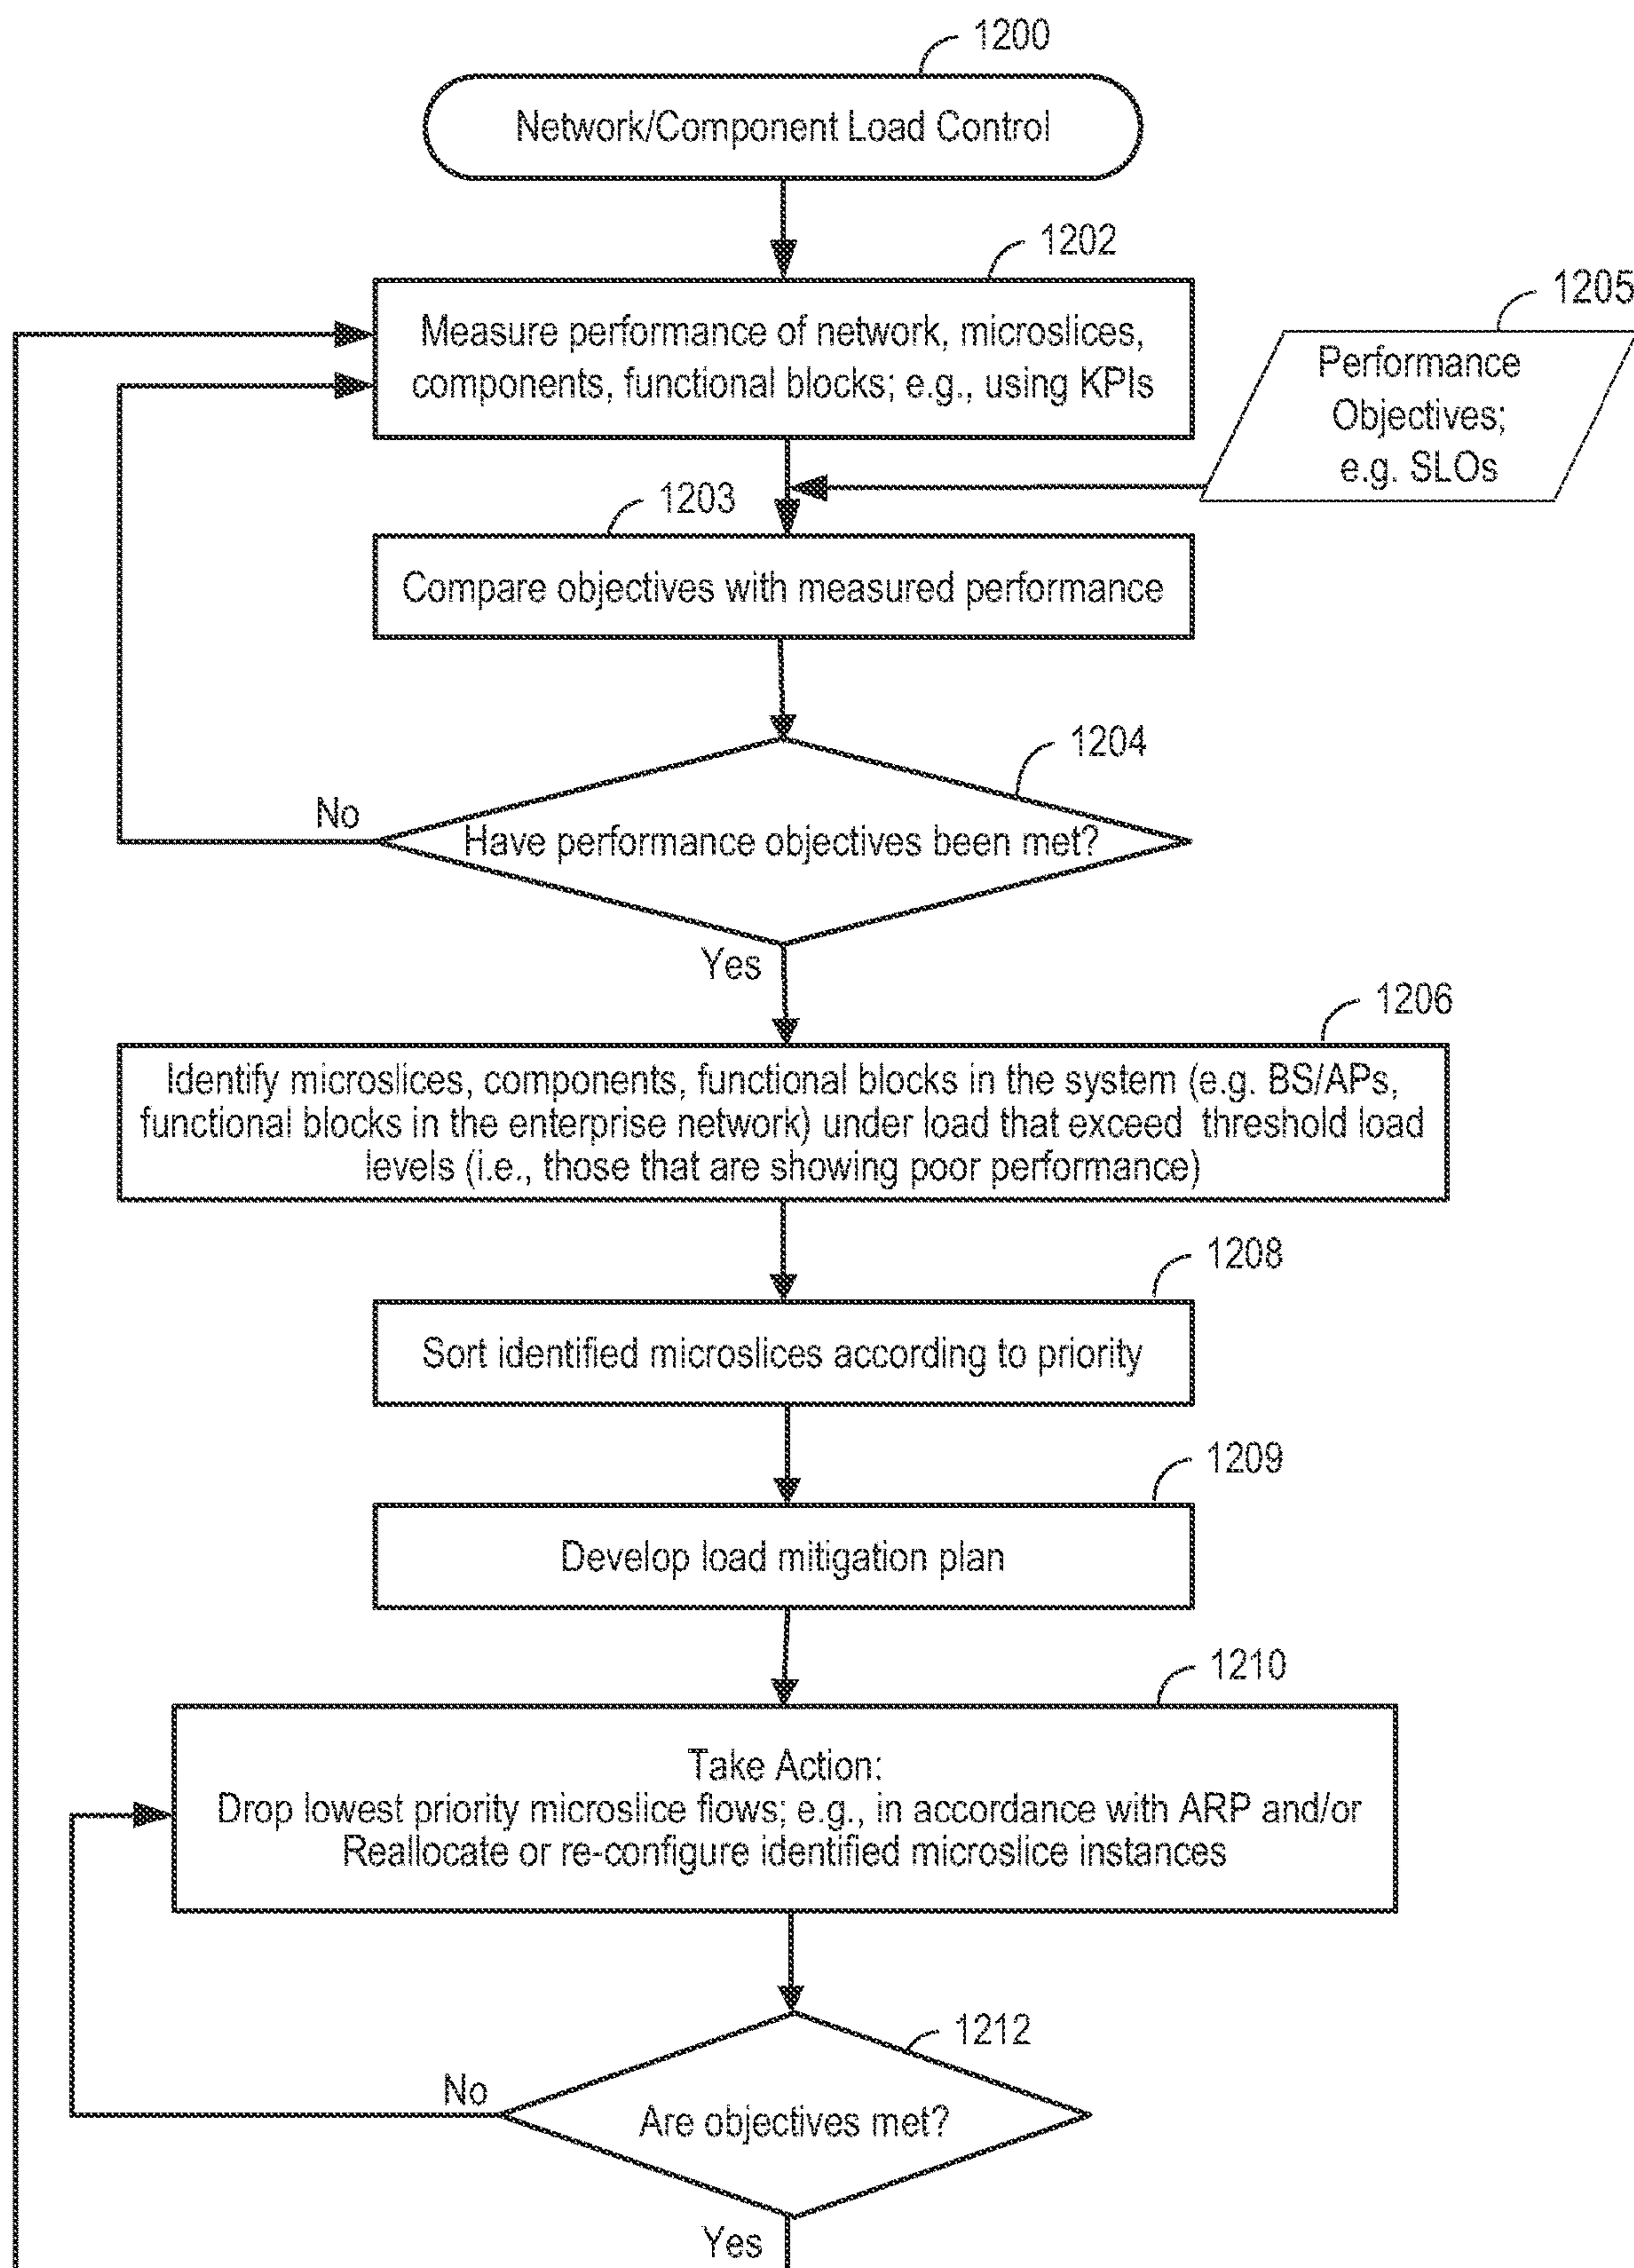 1200
Network/Component Load Control
1202
Measure performance of network, microslices,
components, functional blocks; e.g., using KPIs
1205
Performance
Objectives;
e.g. SLOs
1203
Compare objectives with measured performance
1204
Have performance objectives been met?
No
Yes
1206
Identify microslices, components, functional blocks in the system (e.g. BS/APs,
functional blocks in the enterprise network) under load that exceed threshold load
levels (i.e., those that are showing poor performance)
1208
Sort identified microslices according to priority
1209
Develop load mitigation plan
1210
Take Action:
Drop lowest priority microslice flows; e.g., in accordance with ARP and/or
Reallocate or re-configure identified microslice instances
1212
No
Are objectives met?
Yes